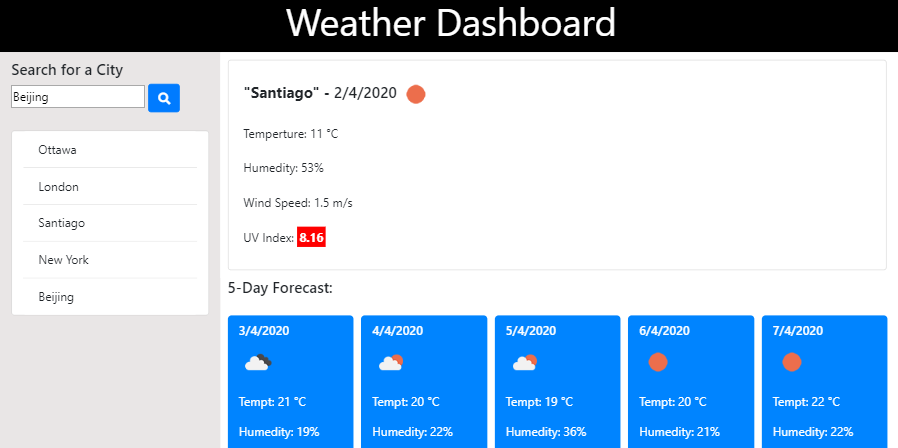 Weather Dashboard
Search for a City
Beijing
Ottawa
London
Santiago
New York
Beijing
"Santiago" - 2/4/2020
Temperture: 11 °C
Humedity: 53%
Wind Speed: 1.5 m/s
UV Index: 8.16
5-Day Forecast:
3/4/2020
Tempt: 21 °C
Humedity: 19%
4/4/2020
Tempt: 20 °C
Humedity: 22%
5/4/2020
Tempt: 19 °C
Humedity: 36%
6/4/2020
Tempt: 20 °C
Humedity: 21%
7/4/2020
Tempt: 22 °C
Humedity: 22%